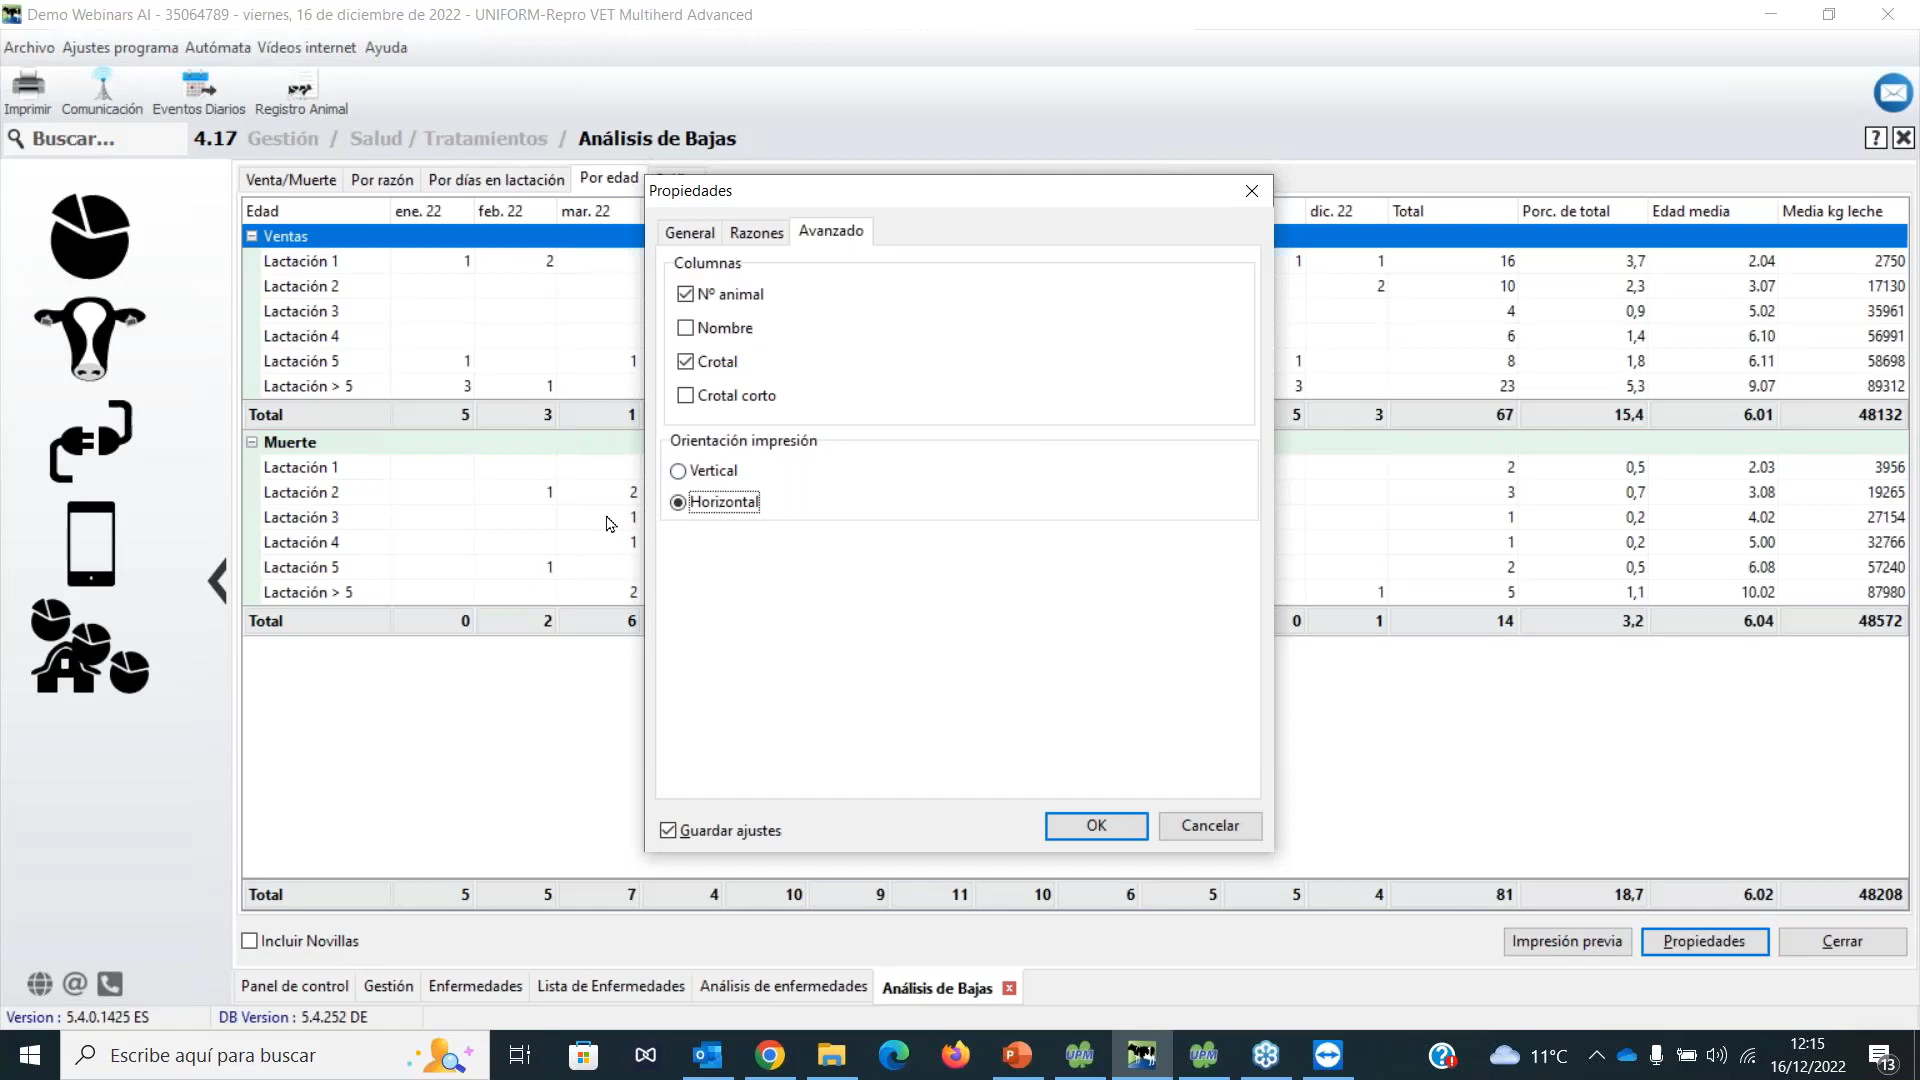 Demo Webinars AI - 35064789 - viernes, 16 de diciembre de 2022 - UNIFORM-Repro VET Multiherd Advanced
Archivo Ajustes programa Autómata Vídeos internet Ayuda
Imprimir Comunicación Eventos Diarios Registro Animal
Buscar... 4.17 Gestión / Salud / Tratamientos / Análisis de Bajas ?
Venta/Muerte Por razón Por días en lactación Por edad
Edad ene. 22 feb. 22 mar. 22 dic. 22 Total Porc. de total Edad media Media kg leche
Ventas
Lactación 1 1 2 1 1 16 3,7 2.04 2750
Lactación 2 2 10 2,3 3.07 17130
Lactación 3 4 0,9 5.02 35961
Lactación 4 6 1,4 6.10 56991
Lactación 5 1 1 1 8 1,8 6.11 58698
Lactación > 5 3 1 3 23 5,3 9.07 89312
Total 5 3 1 5 3 67 15,4 6.01 48132
Muerte
Lactación 1 2 0,5 2.03 3956
Lactación 2 1 2 3 0,7 3.08 19265
Lactación 3 1 1 0,2 4.02 27154
Lactación 4 1 1 0,2 5.00 32766
Lactación 5 1 2 0,5 6.08 57240
Lactación > 5 2 1 5 1,1 10.02 87980
Total 0 2 6 0 1 14 3,2 6.04 48572
Total 5 5 7 4 10 9 11 10 6 5 5 4 81 18,7 6.02 48208
Propiedades
General Razones Avanzado
Columnas
Nº animal
Nombre
Crotal
Crotal corto
Orientación impresión
Vertical
Horizontal
Guardar ajustes OK Cancelar
Incluir Novillas Impresión previa Propiedades Cerrar
Panel de control Gestión Enfermedades Lista de Enfermedades Análisis de enfermedades Análisis de Bajas
Version : 5.4.0.1425 ES DB Version : 5.4.252 DE
Escribe aquí para buscar UPM UPM 11°C 12:15
16/12/2022 13